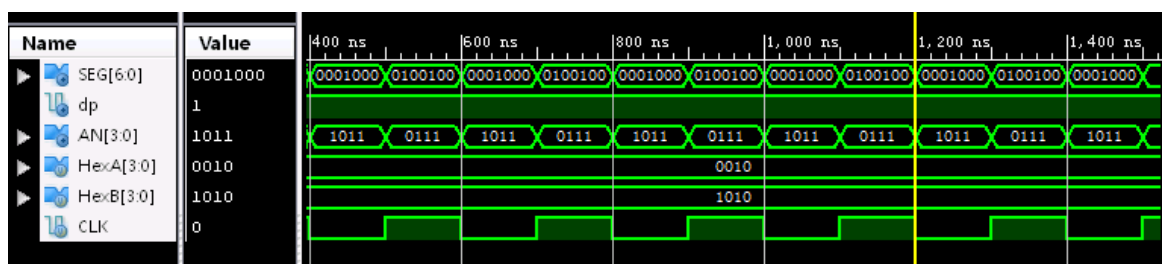 Name Value 400 ns 600 ns 800 ns 1,000 ns 1,200 ns 1,400 ns
SEG[6:0] 0001000 0001000 0100100 0001000 0100100 0001000 0100100 0001000 0100100 0001000 0100100 0001000
dp 1
AN[3:0] 1011 1011 0111 1011 0111 1011 0111 1011 0111 1011 0111 1011
HexA[3:0] 0010 0010
HexB[3:0] 1010 1010
CLK 0